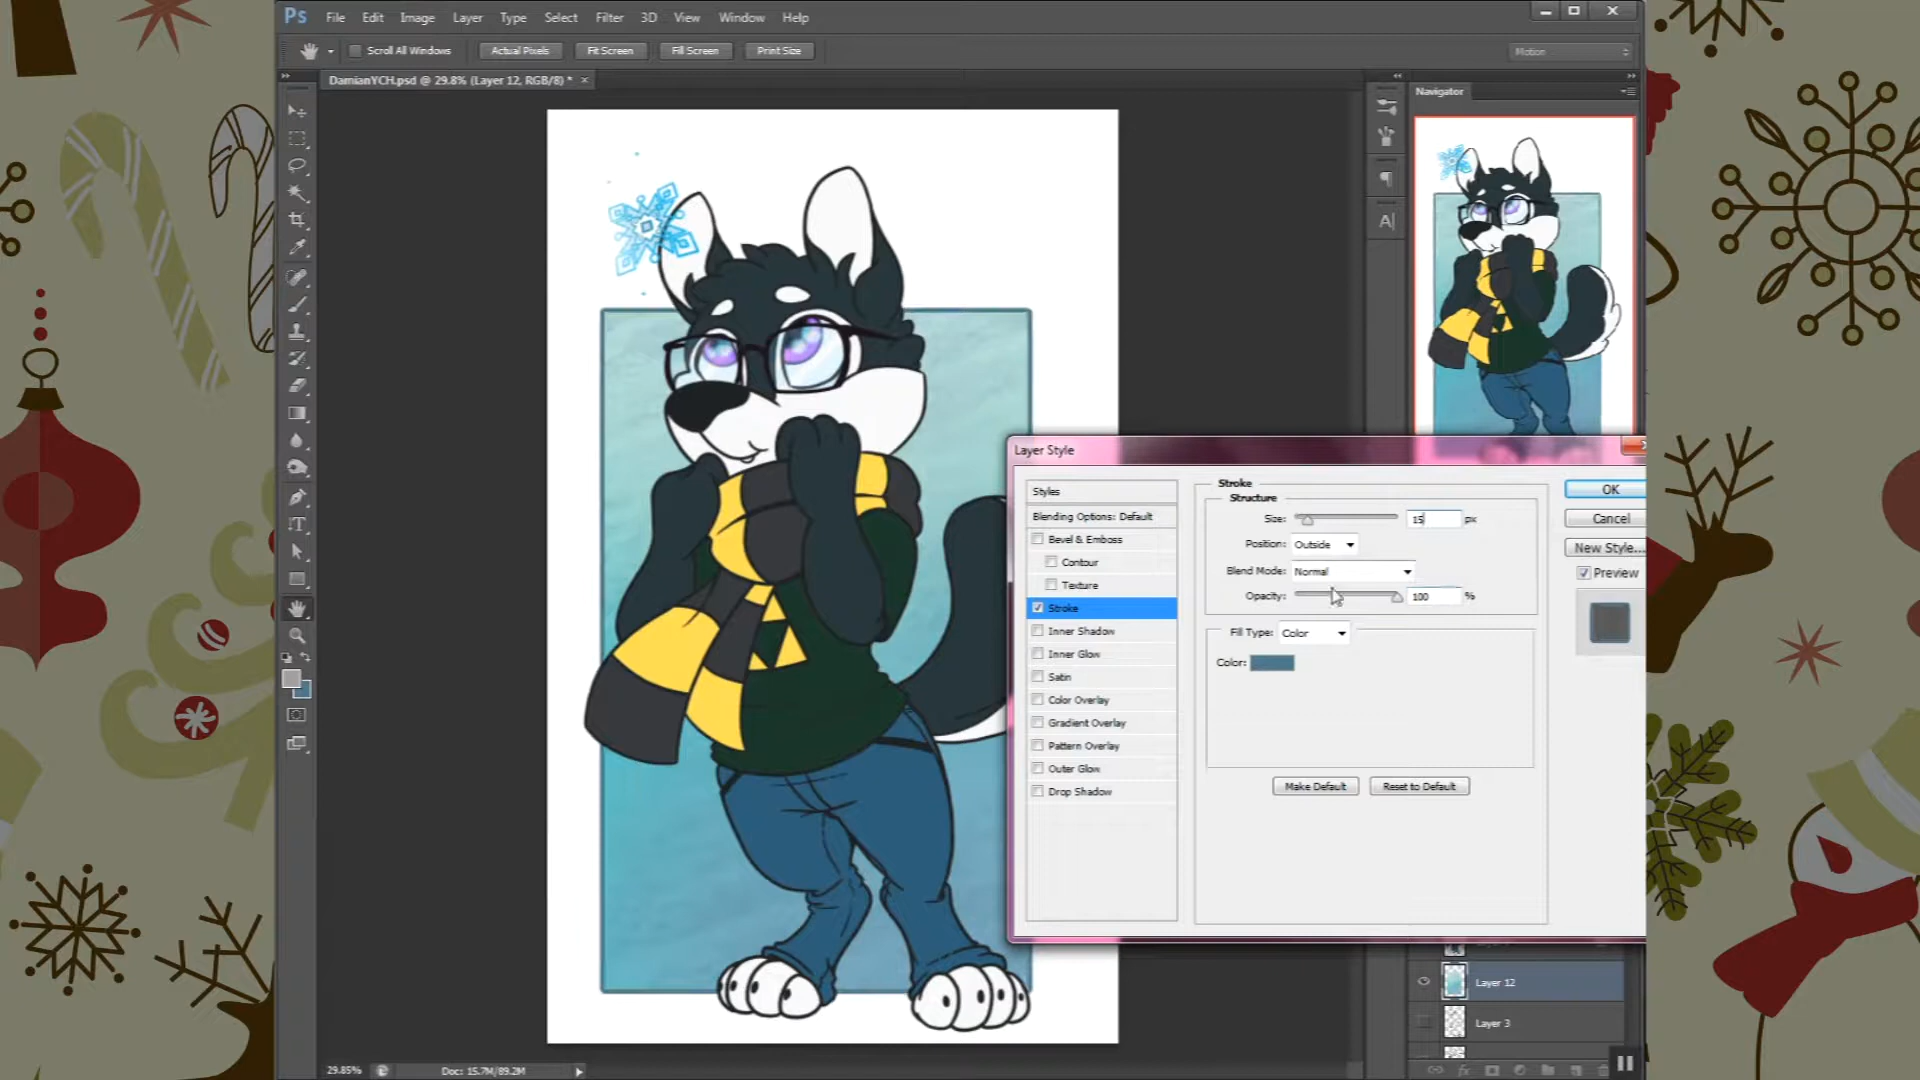 Ps File Edit Image Layer Type Select Filter 3D View Window Help
Scroll All Windows Actual Pixels Fit Screen Fill Screen Print Size Motion
DamianYCH.psd @ 29.8% (Layer 12, RGB/8) * ×
Navigator
Layer Style
Styles
Blending Options: Default
Bevel & Emboss
Contour
Texture
Stroke
Inner Shadow
Inner Glow
Satin
Color Overlay
Gradient Overlay
Pattern Overlay
Outer Glow
Drop Shadow
Stroke
Structure
Size: 15 px
Position: Outside
Blend Mode: Normal
Opacity: 100 %
Fill Type: Color
Color:
Make Default Reset to Default
OK
Cancel
New Style...
Preview
Layer 12
Layer 3
29.85% Doc: 15.7M/89.2M